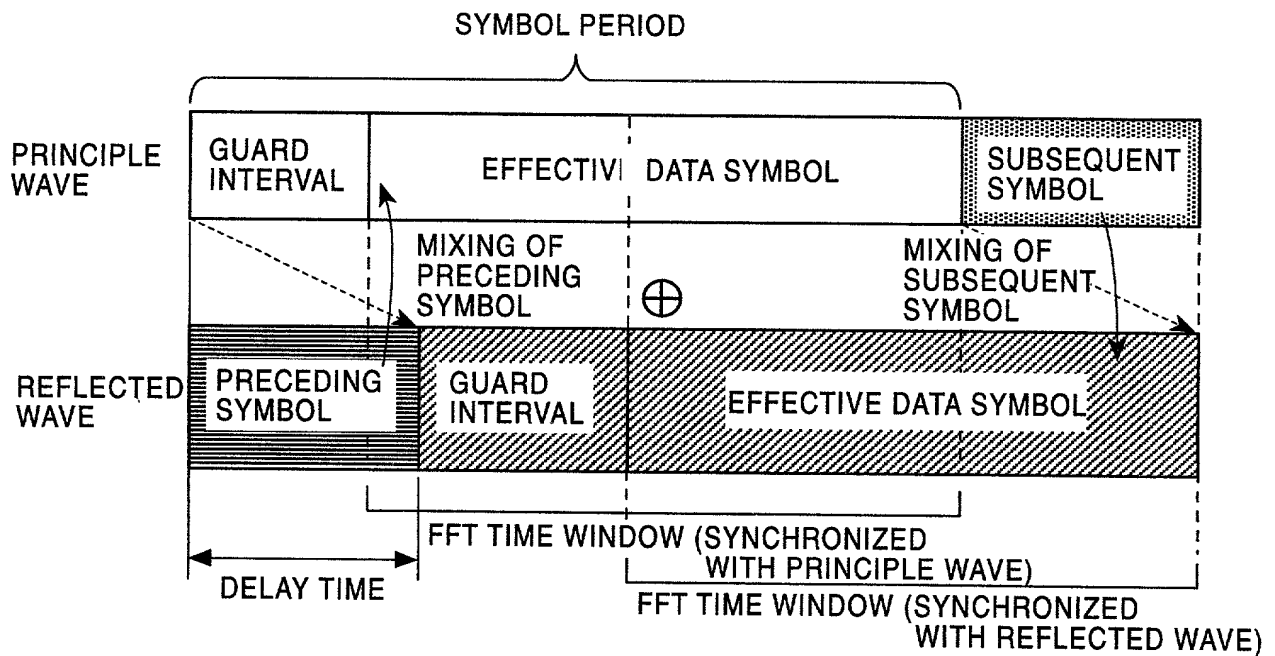 SYMBOL PERIOD
PRINCIPLE
WAVE
GUARD
INTERVAL
EFFECTIVE DATA SYMBOL
SUBSEQUENT
SYMBOL
MIXING OF
PRECEDING
SYMBOL
MIXING OF
SUBSEQUENT
SYMBOL
REFLECTED
WAVE
PRECEDING
SYMBOL
GUARD
INTERVAL
EFFECTIVE DATA SYMBOL
FFT TIME WINDOW (SYNCHRONIZED
WITH PRINCIPLE WAVE)
DELAY TIME
FFT TIME WINDOW (SYNCHRONIZED
WITH REFLECTED WAVE)